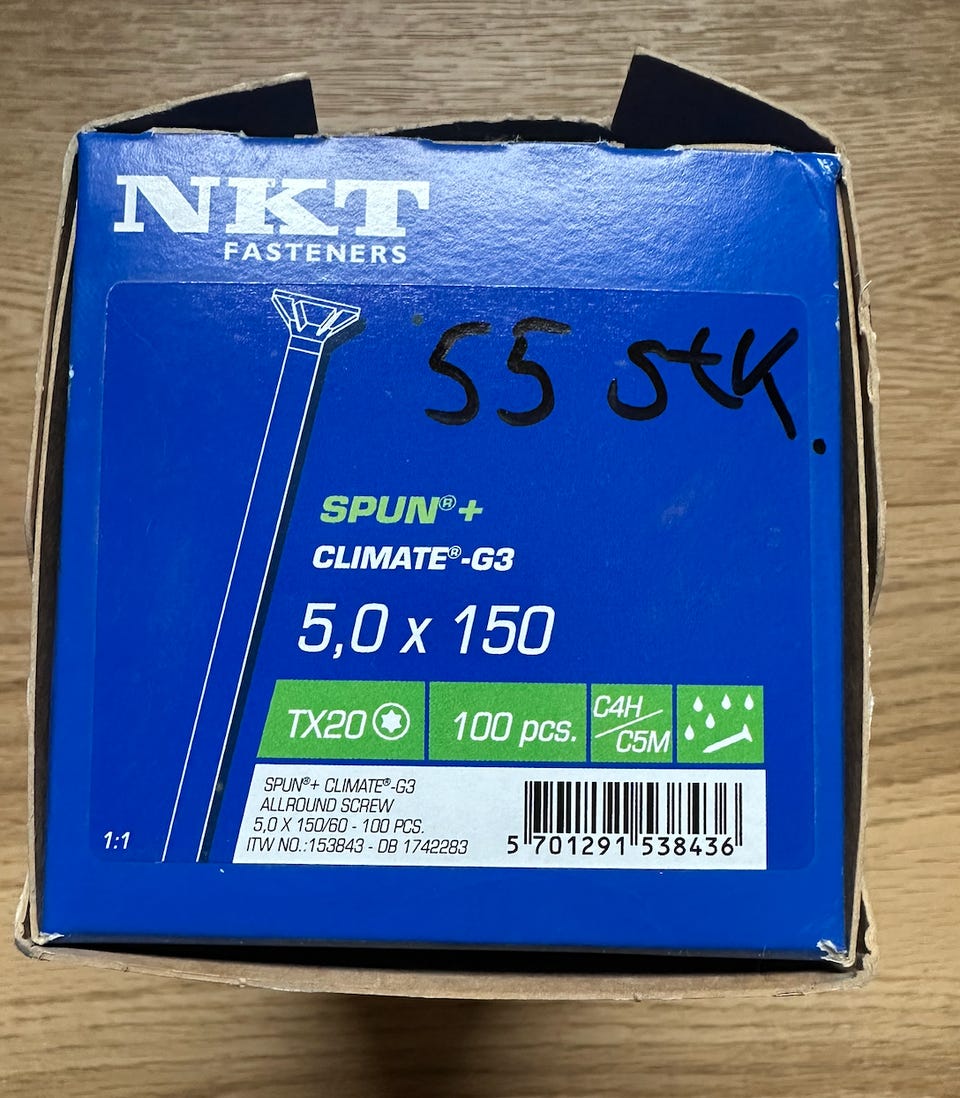 NKT
FASTENERS
55 stk.
SPUN®+
CLIMATE®-G3
5,0 x 150
TX20
100 pcs.
C4H/C5M
SPUN®+ CLIMATE®-G3
ALLROUND SCREW
5,0 X 150/60 - 100 PCS.
ITW NO.:153843 - DB 1742283
5 701291 538436
1:1